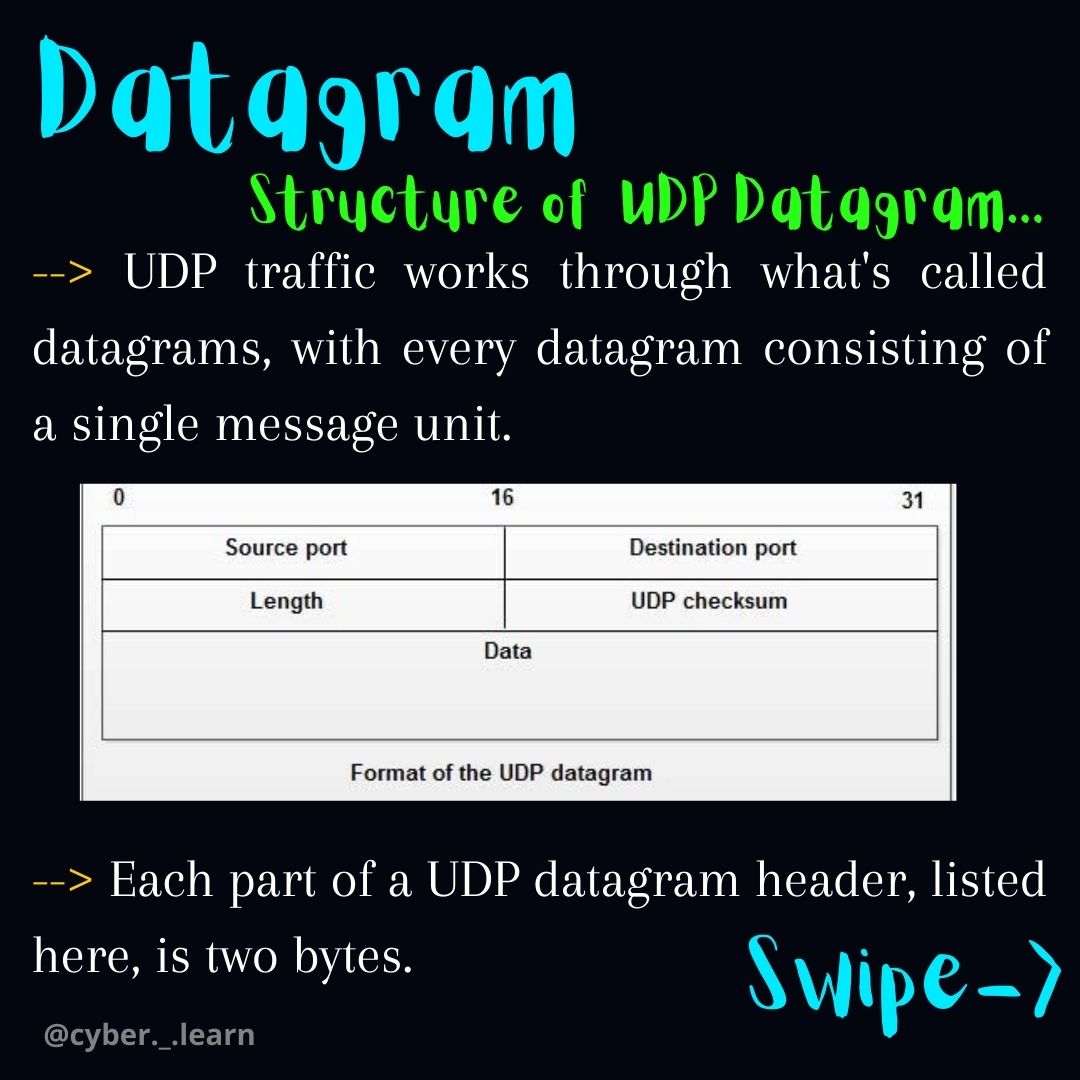 Datagram
Structure of UDP Datagram...
--> UDP traffic works through what's called
datagrams, with every datagram consisting of
a single message unit.
0 16 31
Source port Destination port
Length UDP checksum
Data
Format of the UDP datagram
--> Each part of a UDP datagram header, listed
here, is two bytes.
Swipe->
@cyber._.learn